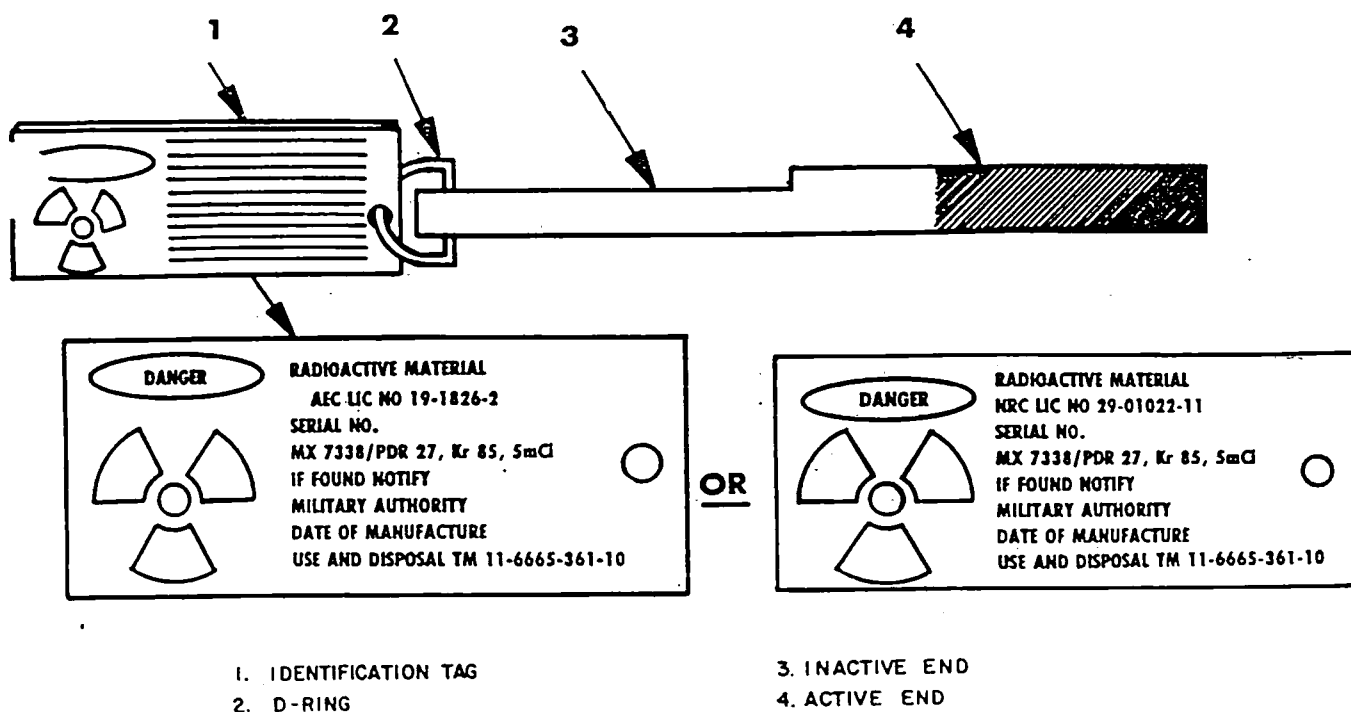 1
2
3
4
DANGER
RADIOACTIVE MATERIAL
AEC LIC NO 19-1826-2
SERIAL NO.
MX 7338/PDR 27, Kr 85, 5mCi
IF FOUND NOTIFY
MILITARY AUTHORITY
DATE OF MANUFACTURE
USE AND DISPOSAL TM 11-6665-361-10
OR
DANGER
RADIOACTIVE MATERIAL
NRC LIC NO 29-01022-11
SERIAL NO.
MX 7338/PDR 27, Kr 85, 5mCi
IF FOUND NOTIFY
MILITARY AUTHORITY
DATE OF MANUFACTURE
USE AND DISPOSAL TM 11-6665-361-10
1. IDENTIFICATION TAG
2. D-RING
3. INACTIVE END
4. ACTIVE END